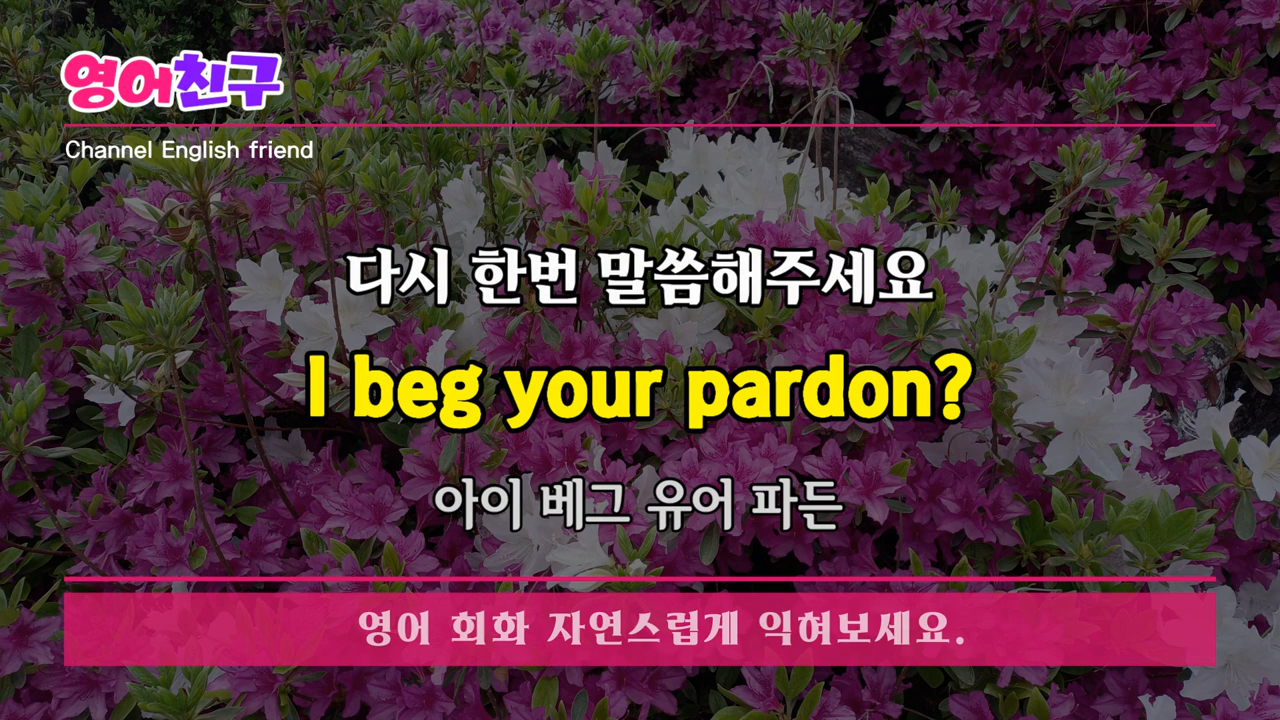 영어친구
Channel English friend
다시 한번 말씀해주세요
I beg your pardon?
아이 베그 유어 파든
영어 회화 자연스럽게 익혀보세요.